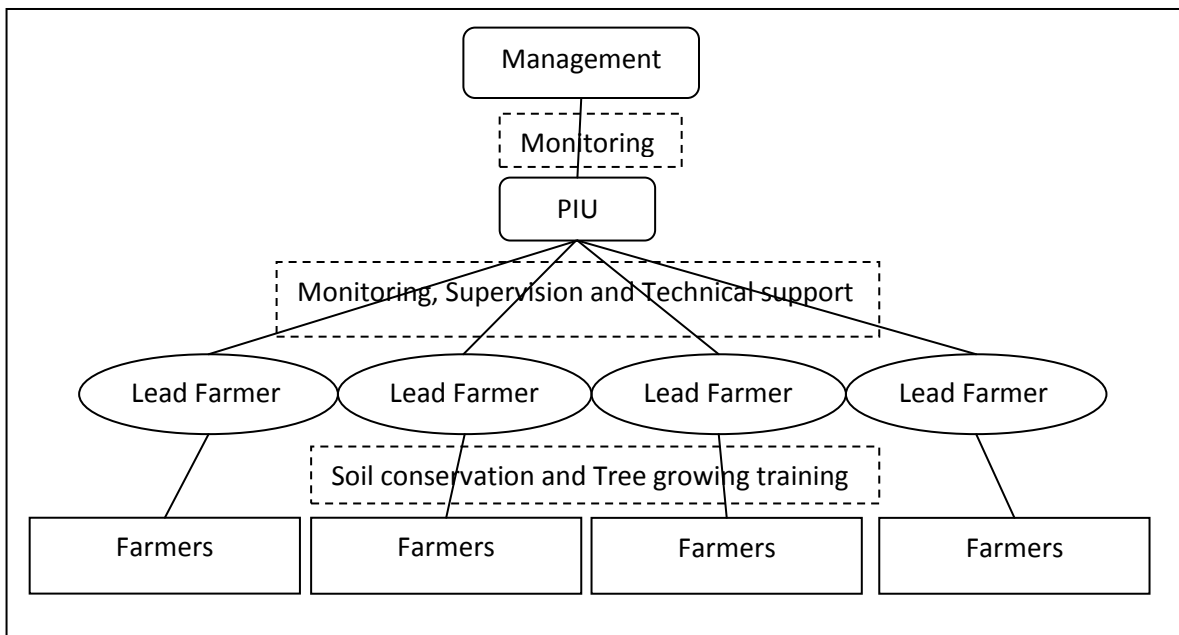 Management
Monitoring
PIU
Monitoring, Supervision and Technical support
Lead Farmer Lead Farmer Lead Farmer Lead Farmer
Soil conservation and Tree growing training
Farmers Farmers Farmers Farmers